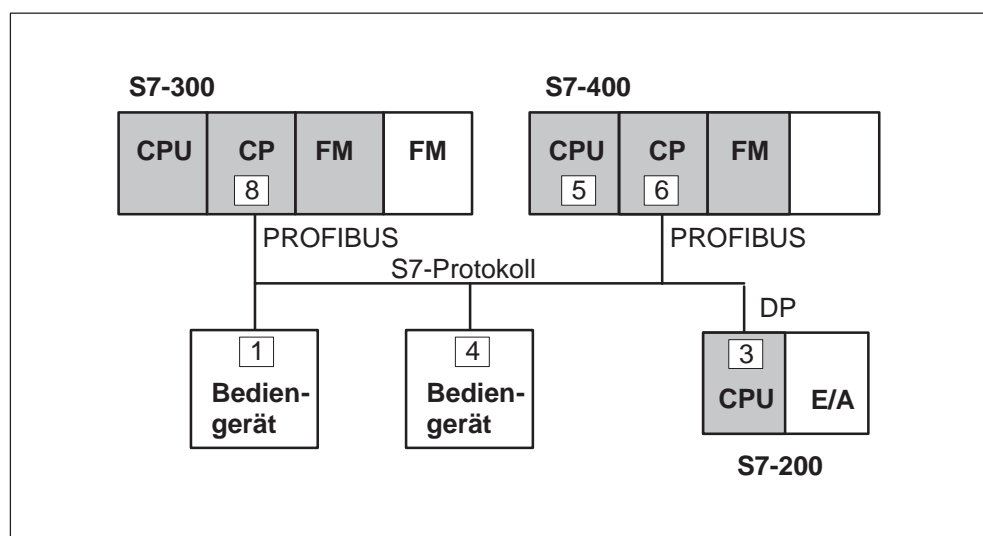 S7-300
S7-400
CPU CP FM FM
CPU CP FM
8
5 6
PROFIBUS
PROFIBUS
S7-Protokoll
DP
1
4
3
Bedien-
gerät
Bedien-
gerät
CPU E/A
S7-200